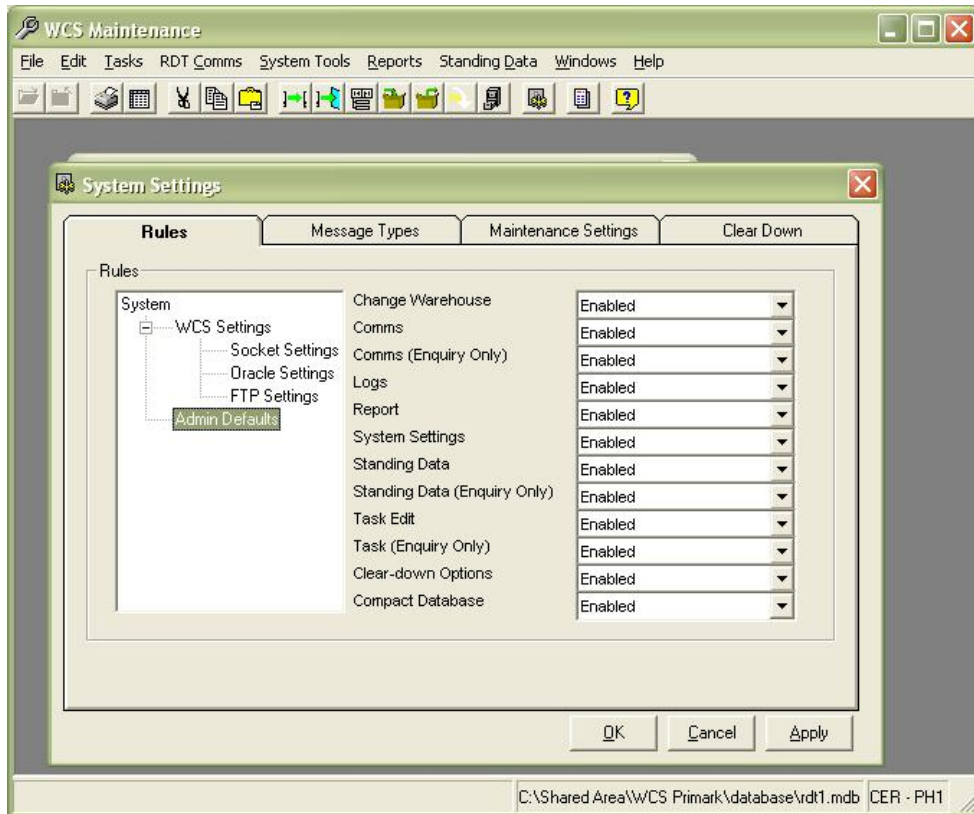 WCS Maintenance
File Edit Tasks RDT Comms System Tools Reports Standing Data Windows Help
System Settings
Rules Message Types Maintenance Settings Clear Down
Rules
System
WCS Settings
Socket Settings
Oracle Settings
FTP Settings
Admin Defaults
Change Warehouse Enabled
Comms Enabled
Comms (Enquiry Only) Enabled
Logs Enabled
Report Enabled
System Settings Enabled
Standing Data Enabled
Standing Data (Enquiry Only) Enabled
Task Edit Enabled
Task (Enquiry Only) Enabled
Clear-down Options Enabled
Compact Database Enabled
OK Cancel Apply
C:\Shared Area\WCS Primark\database\rdt1.mdb CER - PH1